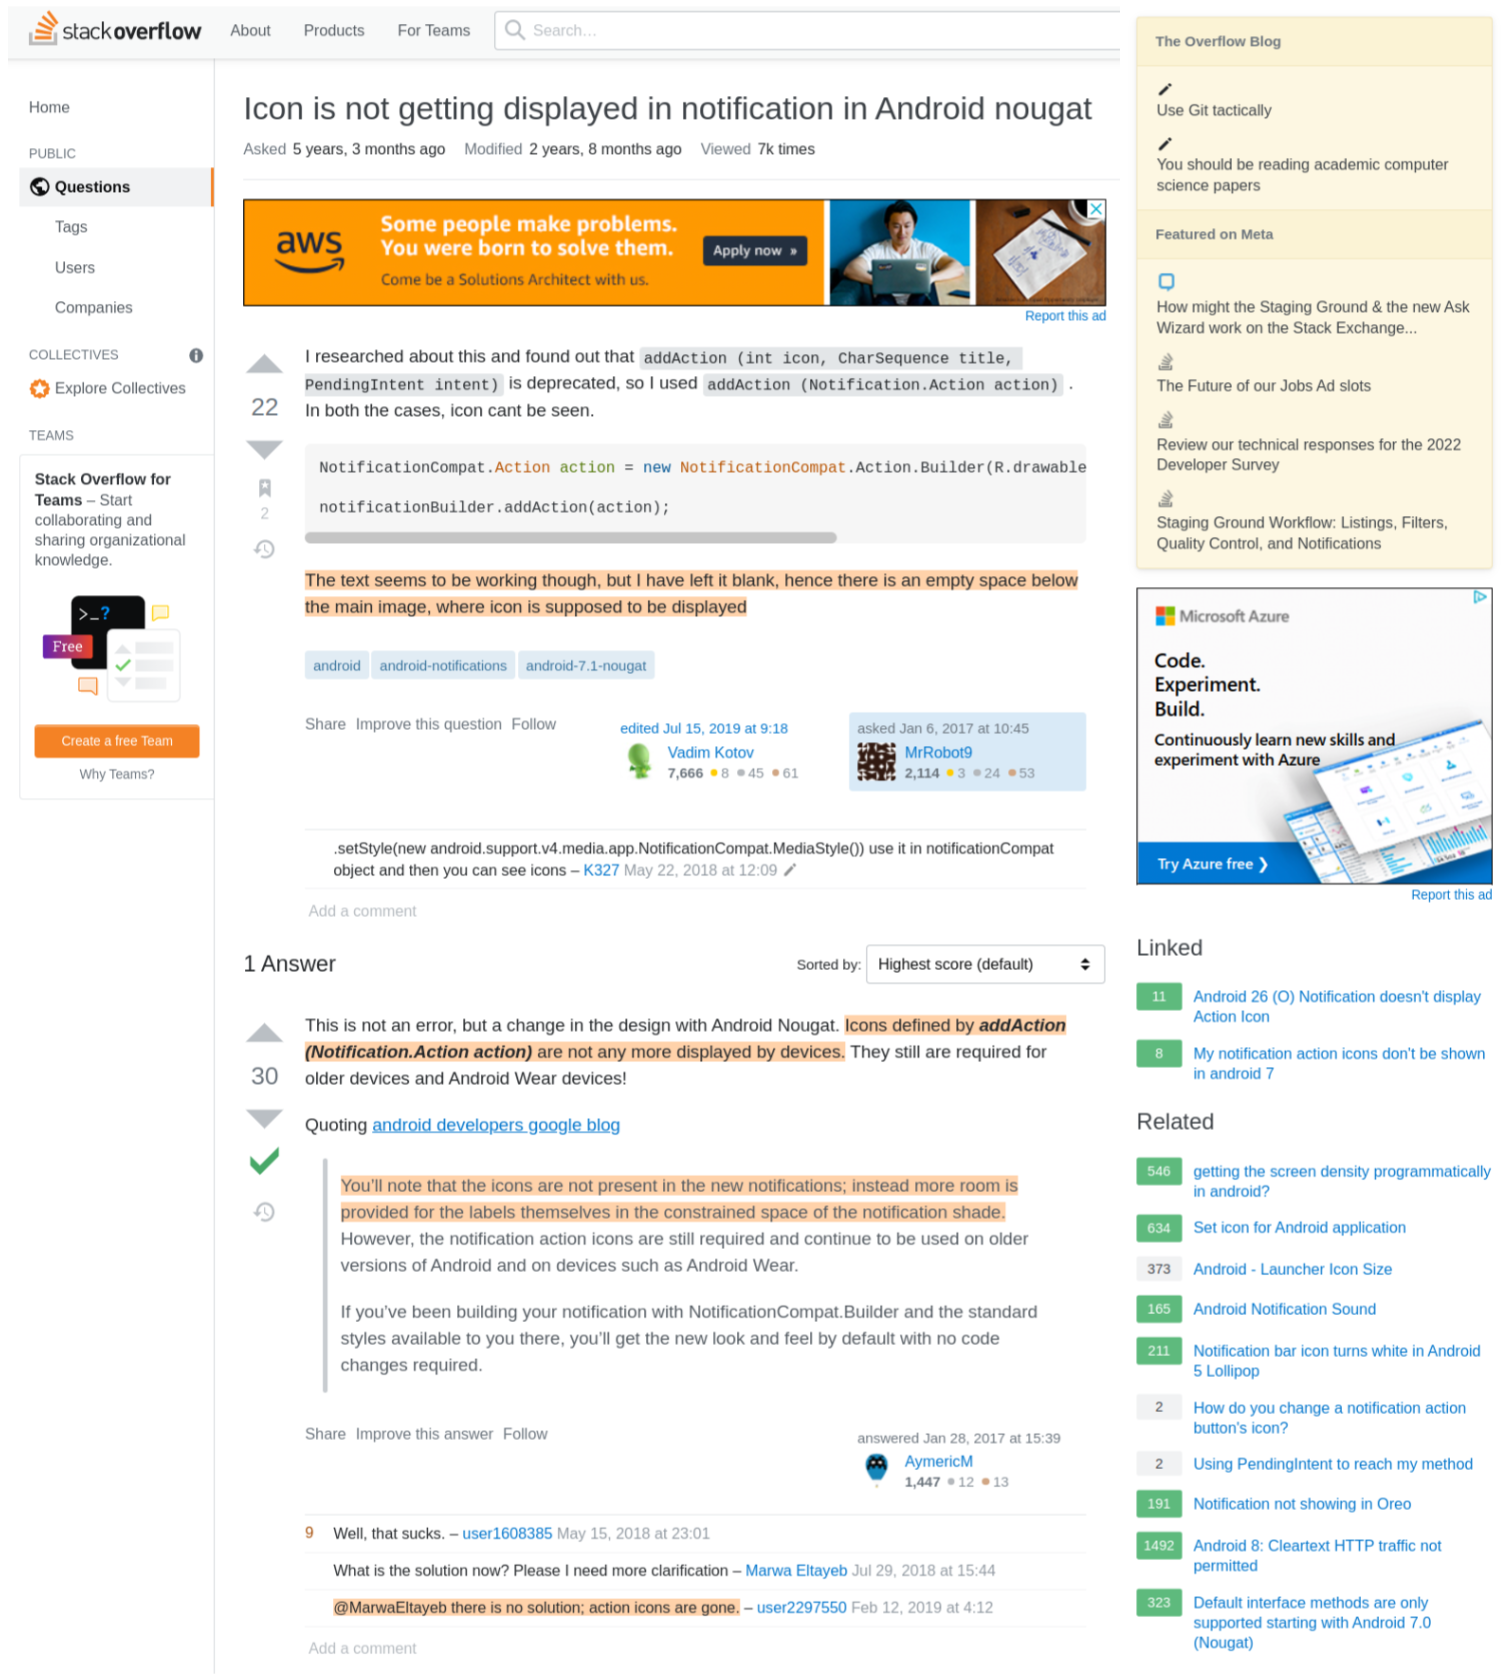 stackoverflow About Products For Teams Search...
Home
PUBLIC
Questions
Tags
Users
Companies
COLLECTIVES
Explore Collectives
TEAMS
Stack Overflow for
Teams – Start
collaborating and
sharing organizational
knowledge.
>_?
Free
Create a free Team
Why Teams?
Icon is not getting displayed in notification in Android nougat
Asked 5 years, 3 months ago Modified 2 years, 8 months ago Viewed 7k times
aws
Some people make problems.
You were born to solve them.
Come be a Solutions Architect with us.
Apply now »
Report this ad
22
2
I researched about this and found out that addAction (int icon, CharSequence title,
PendingIntent intent) is deprecated, so I used addAction (Notification.Action action) .
In both the cases, icon cant be seen.
NotificationCompat.Action action = new NotificationCompat.Action.Builder(R.drawable
notificationBuilder.addAction(action);
The text seems to be working though, but I have left it blank, hence there is an empty space below
the main image, where icon is supposed to be displayed
android android-notifications android-7.1-nougat
Share Improve this question Follow
edited Jul 15, 2019 at 9:18
Vadim Kotov
7,666 8 45 61
asked Jan 6, 2017 at 10:45
MrRobot9
2,114 3 24 53
.setStyle(new android.support.v4.media.app.NotificationCompat.MediaStyle()) use it in notificationCompat
object and then you can see icons – K327 May 22, 2018 at 12:09
Add a comment
1 Answer
Sorted by: Highest score (default)
30
This is not an error, but a change in the design with Android Nougat. Icons defined by addAction
(Notification.Action action) are not any more displayed by devices. They still are required for
older devices and Android Wear devices!
Quoting android developers google blog
You’ll note that the icons are not present in the new notifications; instead more room is
provided for the labels themselves in the constrained space of the notification shade.
However, the notification action icons are still required and continue to be used on older
versions of Android and on devices such as Android Wear.
If you’ve been building your notification with NotificationCompat.Builder and the standard
styles available to you there, you’ll get the new look and feel by default with no code
changes required.
Share Improve this answer Follow
answered Jan 28, 2017 at 15:39
AymericM
1,447 12 13
9 Well, that sucks. – user1608385 May 15, 2018 at 23:01
What is the solution now? Please I need more clarification – Marwa Eltayeb Jul 29, 2018 at 15:44
@MarwaEltayeb there is no solution; action icons are gone. – user2297550 Feb 12, 2019 at 4:12
Add a comment
The Overflow Blog
Use Git tactically
You should be reading academic computer
science papers
Featured on Meta
How might the Staging Ground & the new Ask
Wizard work on the Stack Exchange...
The Future of our Jobs Ad slots
Review our technical responses for the 2022
Developer Survey
Staging Ground Workflow: Listings, Filters,
Quality Control, and Notifications
Microsoft Azure
Code.
Experiment.
Build.
Continuously learn new skills and
experiment with Azure
Try Azure free ❯
Report this ad
Linked
11 Android 26 (O) Notification doesn't display
Action Icon
8 My notification action icons don't be shown
in android 7
Related
546 getting the screen density programmatically
in android?
634 Set icon for Android application
373 Android - Launcher Icon Size
165 Android Notification Sound
211 Notification bar icon turns white in Android
5 Lollipop
2 How do you change a notification action
button's icon?
2 Using PendingIntent to reach my method
191 Notification not showing in Oreo
1492 Android 8: Cleartext HTTP traffic not
permitted
323 Default interface methods are only
supported starting with Android 7.0
(Nougat)